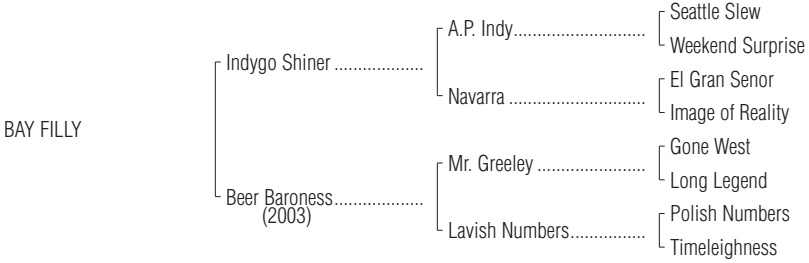 Seattle Slew
A.P. Indy..............................
Weekend Surprise
Indygo Shiner ....................
El Gran Senor
Navarra ...............................
Image of Reality
BAY FILLY
Gone West
Mr. Greeley ........................
Long Legend
Beer Baroness....................
(2003)
Polish Numbers
Lavish Numbers.................
Timeleighness